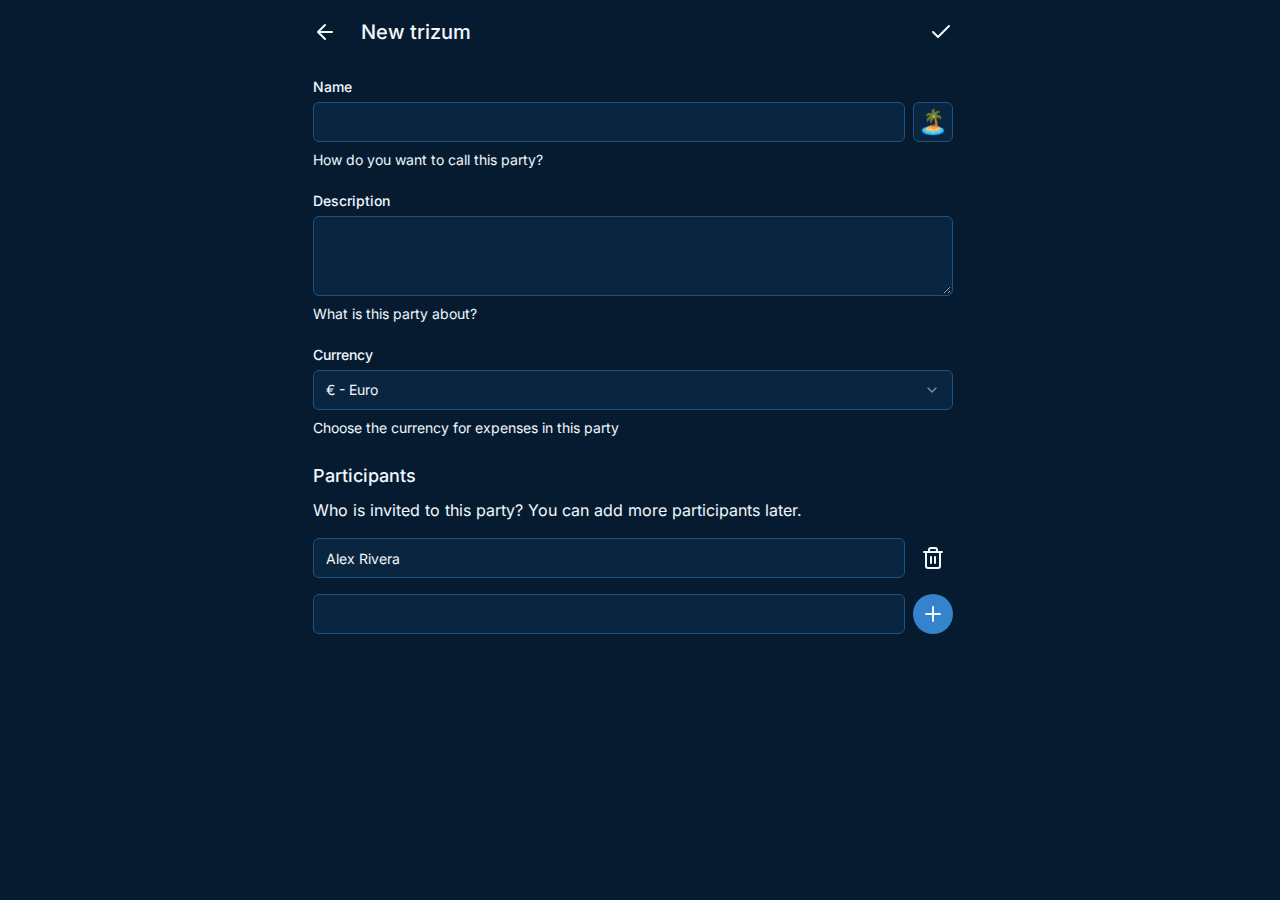 New trizum
Name
How do you want to call this party?
Description
What is this party about?
Currency
€ - Euro
Choose the currency for expenses in this party
Participants
Who is invited to this party? You can add more participants later.
Alex Rivera